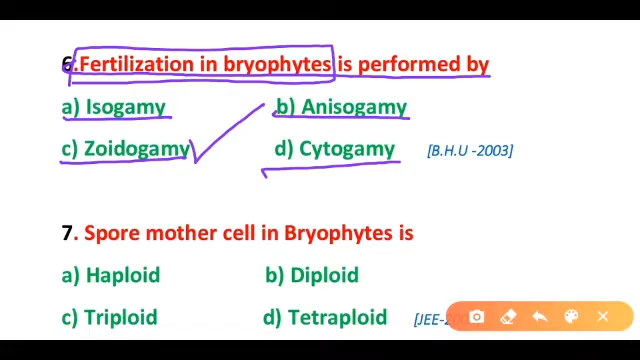 6.Fertilization in bryophytes is performed by
a) Isogamy b) Anisogamy
c) Zoidogamy d) Cytogamy [B.H.U -2003]
7. Spore mother cell in Bryophytes is
a) Haploid b) Diploid
c) Triploid d) Tetraploid